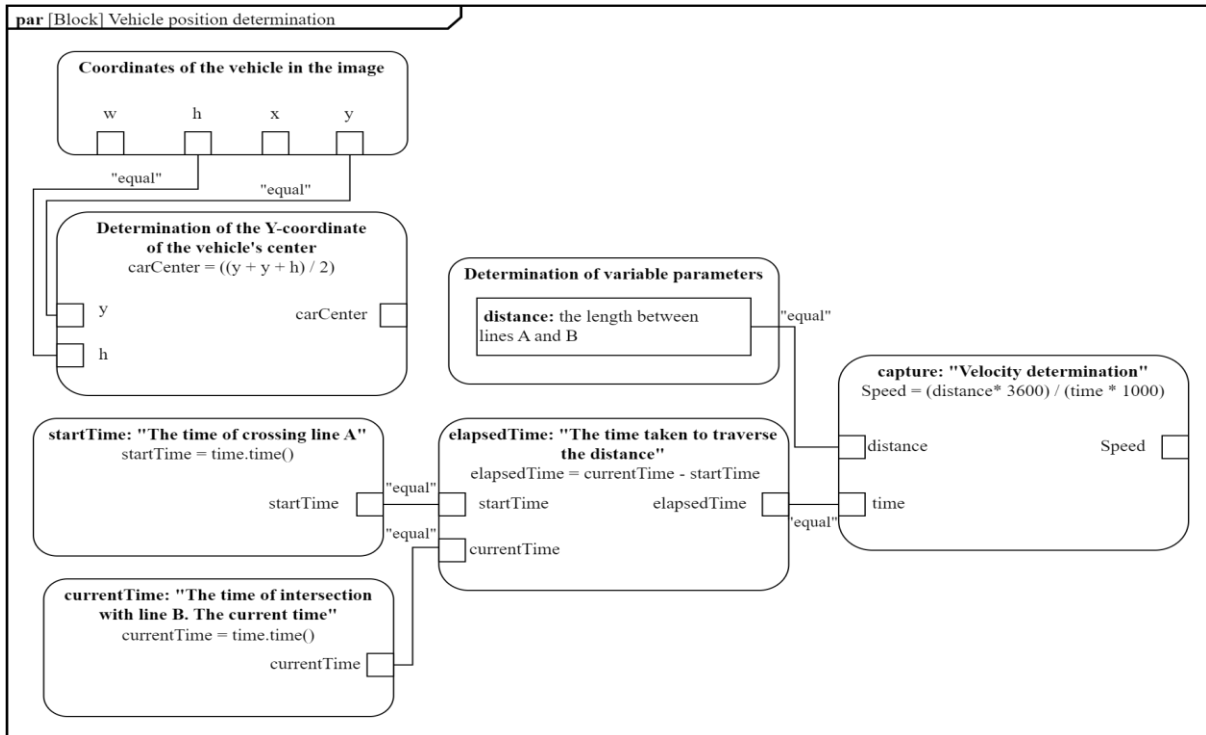 par [Block] Vehicle position determination
Coordinates of the vehicle in the image
w h x y
"equal"
"equal"
Determination of the Y-coordinate
of the vehicle's center
carCenter = ((y + y + h) / 2)
y
carCenter
h
Determination of variable parameters
distance: the length between
lines A and B
"equal"
capture: "Velocity determination"
Speed = (distance* 3600) / (time * 1000)
distance
Speed
time
startTime: "The time of crossing line A"
startTime = time.time()
startTime
"equal"
elapsedTime: "The time taken to traverse
the distance"
elapsedTime = currentTime - startTime
startTime
elapsedTime
"equal"
"equal"
currentTime
currentTime: "The time of intersection
with line B. The current time"
currentTime = time.time()
currentTime